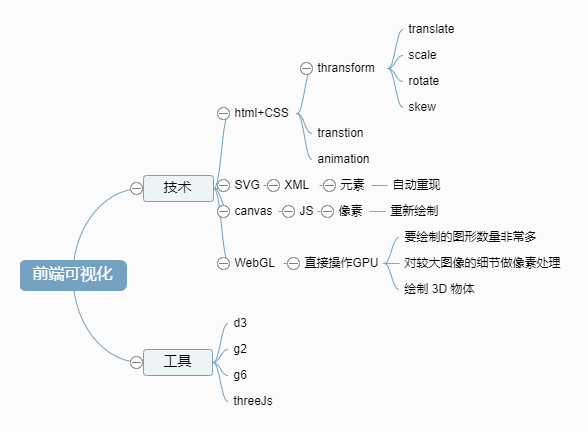 前端可视化
技术
html+CSS
thransform
translate
scale
rotate
skew
transtion
animation
SVG
XML
元素
自动重现
canvas
JS
像素
重新绘制
WebGL
直接操作GPU
要绘制的图形数量非常多
对较大图像的细节做像素处理
绘制 3D 物体
工具
d3
g2
g6
threeJs